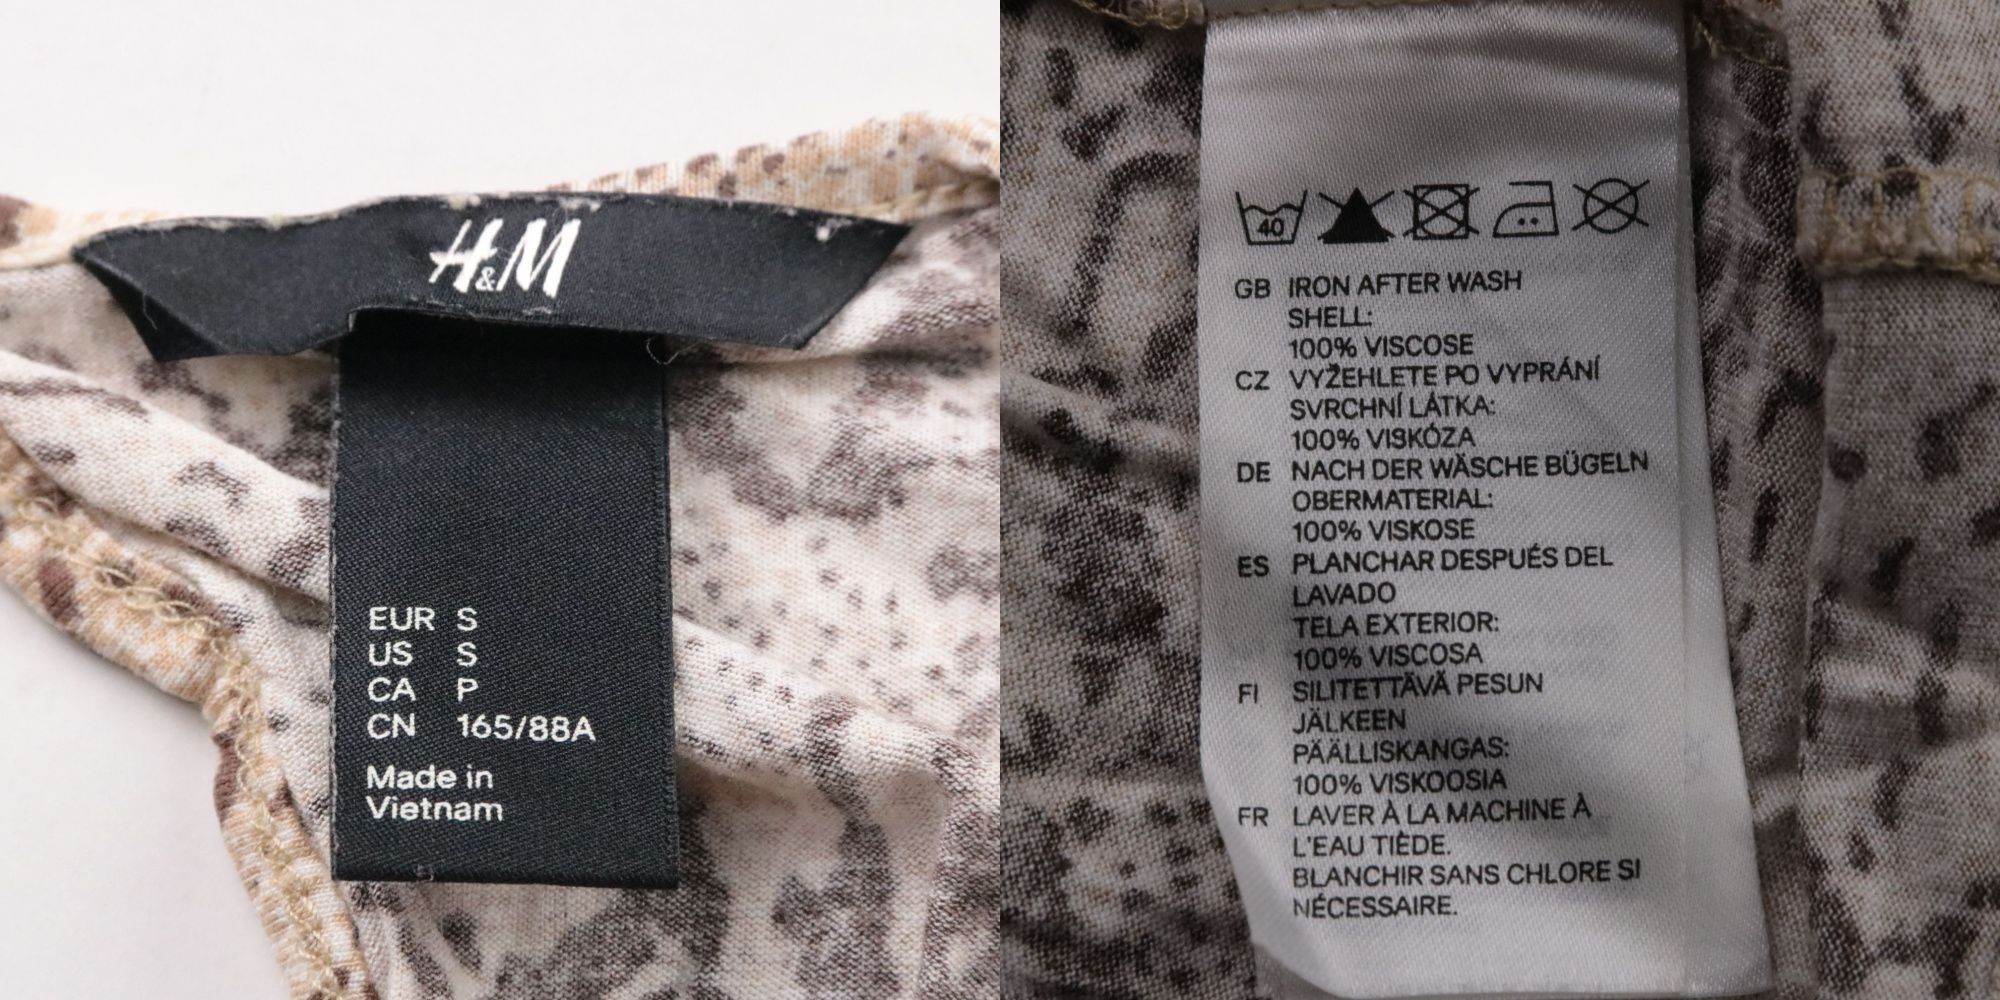 H&M
EUR S
US S
CA P
CN 165/88A
Made in
Vietnam
40
GB IRON AFTER WASH
SHELL:
100% VISCOSE
CZ VYŽEHLETE PO VYPRÁNÍ
SVRCHNÍ LÁTKA:
100% VISKÓZA
DE NACH DER WÄSCHE BÜGELN
OBERMATERIAL:
100% VISKOSE
ES PLANCHAR DESPUÉS DEL
LAVADO
TELA EXTERIOR:
100% VISCOSA
FI SILITETTÄVÄ PESUN
JÄLKEEN
PÄÄLLISKANGAS:
100% VISKOOSIA
FR LAVER À LA MACHINE À
L'EAU TIÈDE.
BLANCHIR SANS CHLORE SI
NÉCESSAIRE.